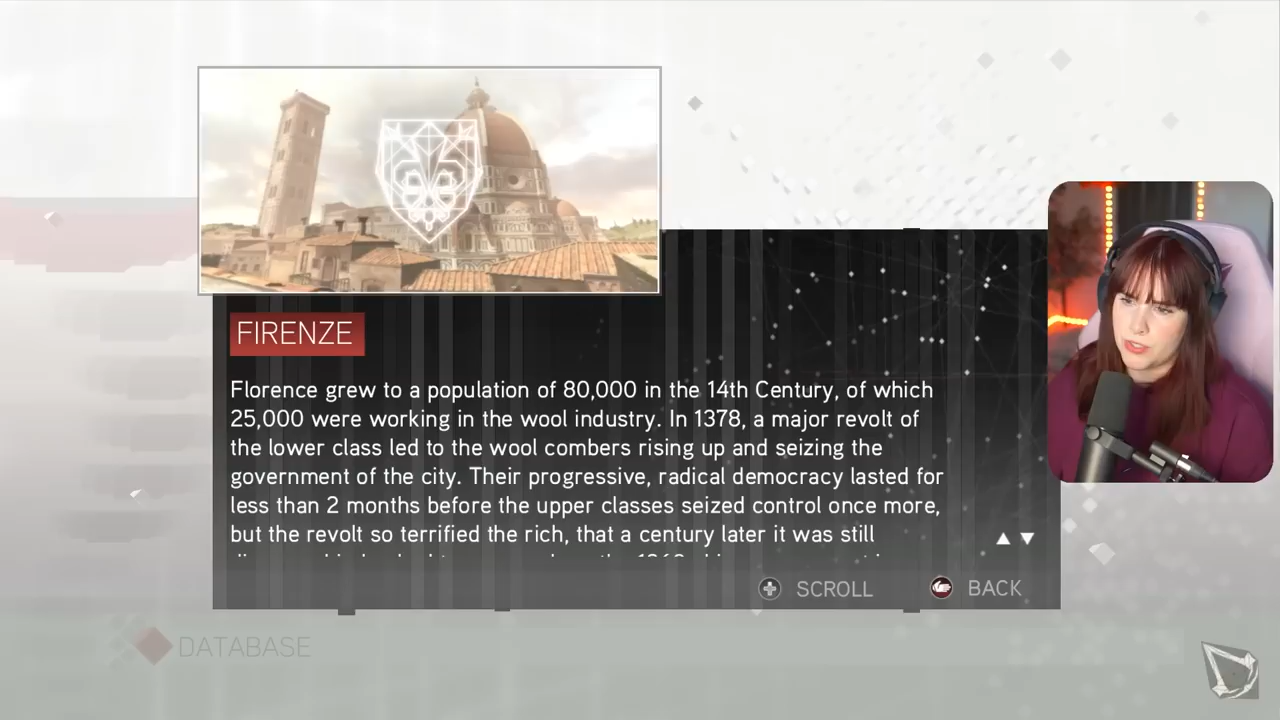 FIRENZE
Florence grew to a population of 80,000 in the 14th Century, of which
25,000 were working in the wool industry. In 1378, a major revolt of
the lower class led to the wool combers rising up and seizing the
government of the city. Their progressive, radical democracy lasted for
less than 2 months before the upper classes seized control once more,
but the revolt so terrified the rich, that a century later it was still
SCROLL
BACK
DATABASE